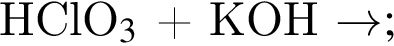 HClO₃ + KOH →;